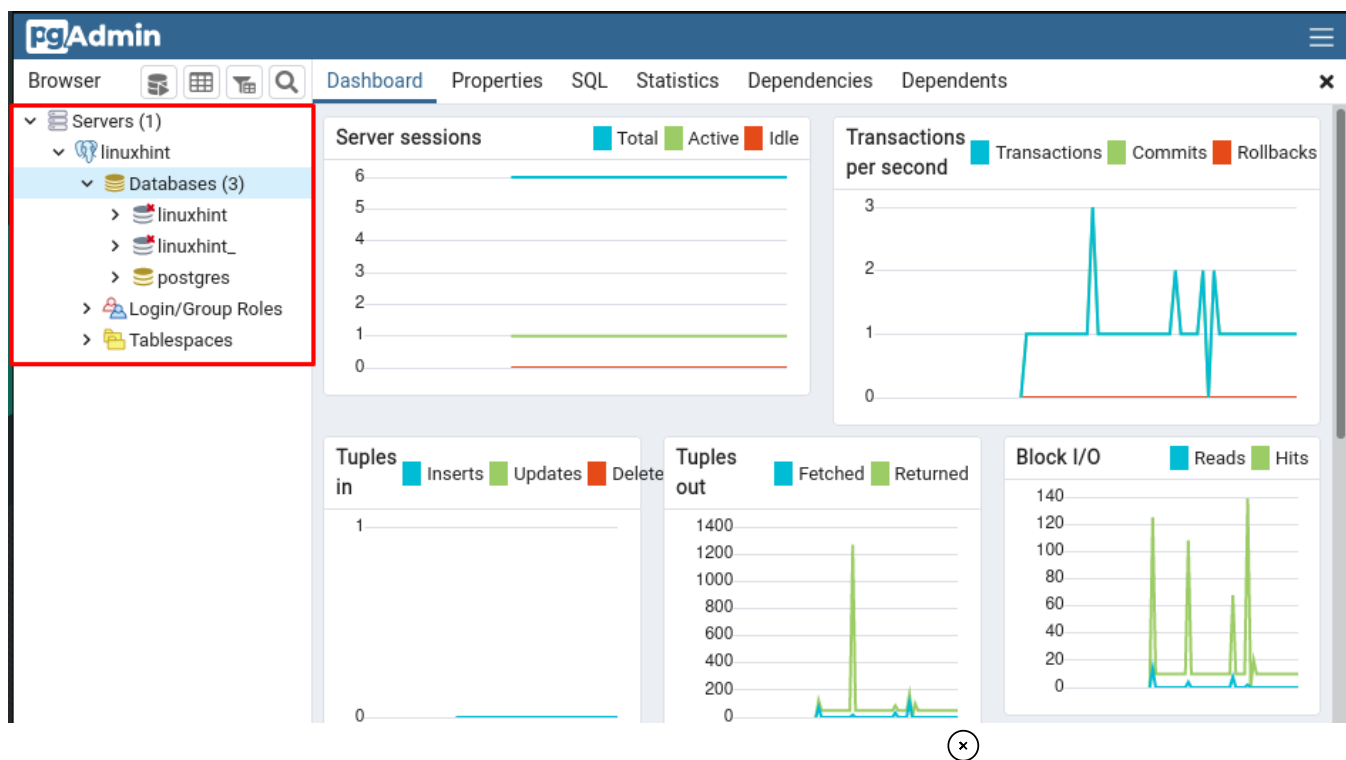 pgAdmin
Browser
Dashboard Properties SQL Statistics Dependencies Dependents
Servers (1)
linuxhint
Databases (3)
linuxhint
linuxhint_
postgres
Login/Group Roles
Tablespaces
Server sessions
Total Active Idle
6
5
4
3
2
1
0
Transactions
per second
Transactions Commits Rollbacks
3
2
1
0
Tuples
in
Inserts Updates Delete
1
0
Tuples
out
Fetched Returned
1400
1200
1000
800
600
400
200
0
Block I/O
Reads Hits
140
120
100
80
60
40
20
0